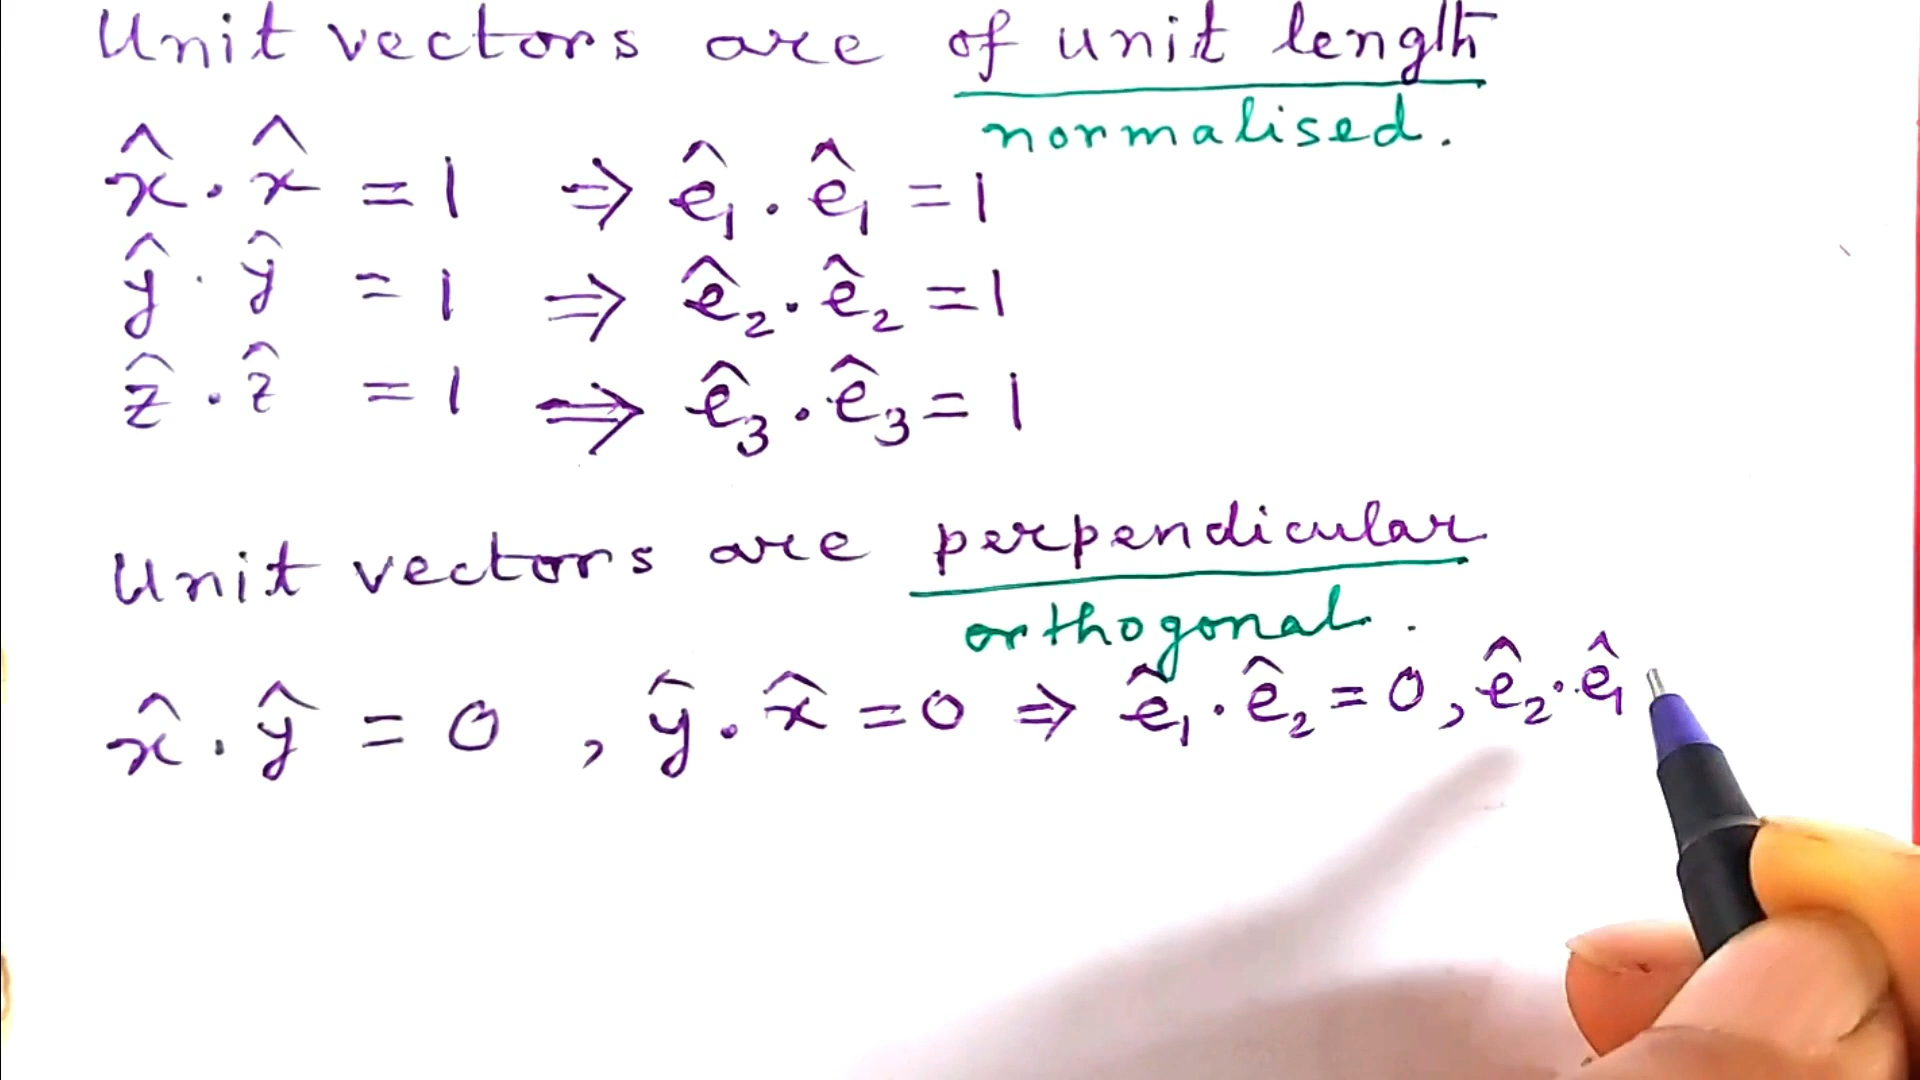 Unit vectors are of unit length
normalised.
x̂ . x̂ = 1 ⇒ ê₁ . ê₁ = 1
ŷ . ŷ = 1 ⇒ ê₂ . ê₂ = 1
ẑ . ẑ = 1 ⇒ ê₃ . ê₃ = 1
Unit vectors are perpendicular
orthogonal.
x̂ . ŷ = 0 , ŷ . x̂ = 0 ⇒ ê₁ . ê₂ = 0 , ê₂ . ê₁